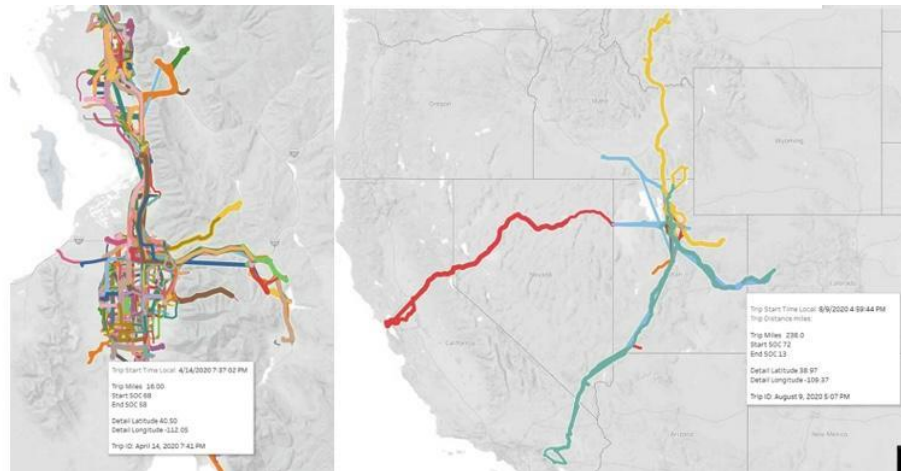 Trip Start Time Local 4/14/2020 7:37:02 PM
Trip Miles 16.00
Start SOC 68
End SOC 58
Detail Latitude 40.50
Detail Longitude -112.05
Trip ID: April 14, 2020 7:41 PM
Oregon
Idaho
Wyoming
Nevada
Utah
Colorado
California
Arizona
New Mexico
Trip Start Time Local 8/9/2020 4:59:44 PM
Trip Distance miles
Trip Miles 236.0
Start SOC 72
End SOC 13
Detail Latitude 38.97
Detail Longitude -109.37
Trip ID: August 9, 2020 5:07 PM